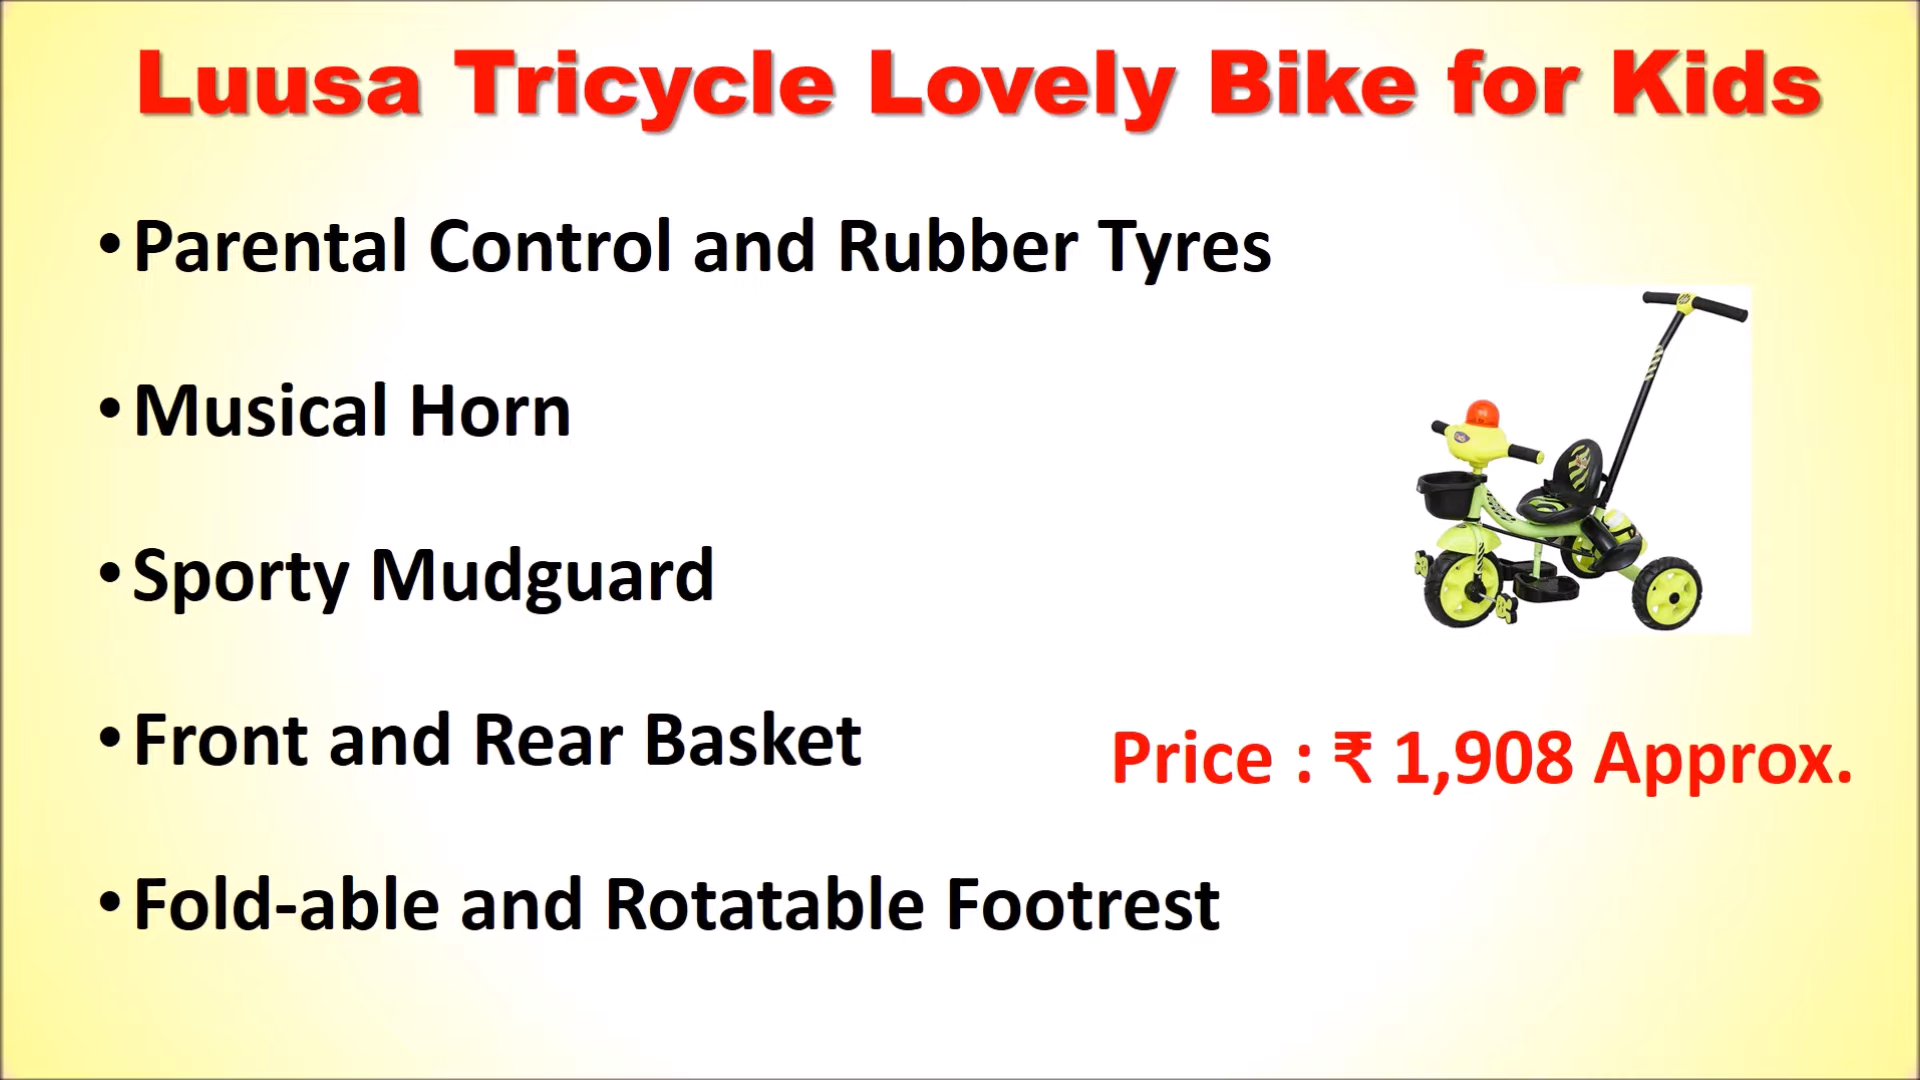 Luusa Tricycle Lovely Bike for Kids
• Parental Control and Rubber Tyres
• Musical Horn
• Sporty Mudguard
• Front and Rear Basket
Price : ₹ 1,908 Approx.
• Fold-able and Rotatable Footrest